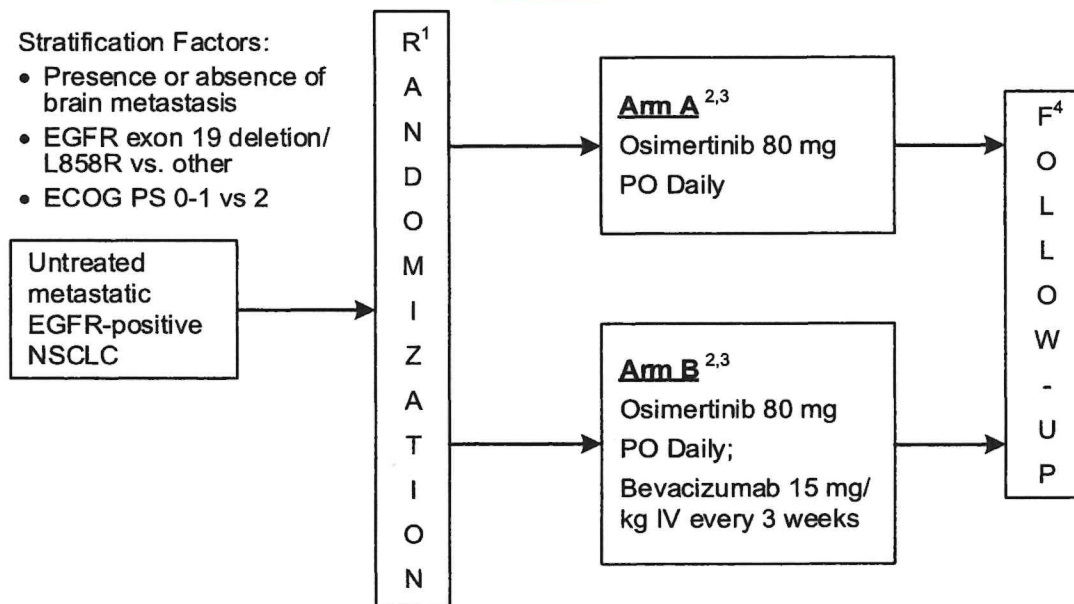 Stratification Factors:
• Presence or absence of
brain metastasis
• EGFR exon 19 deletion/
L858R vs. other
• ECOG PS 0-1 vs 2
Untreated
metastatic
EGFR-positive
NSCLC
R1
A
N
D
O
M
I
Z
A
T
I
O
N
Arm A 2,3
Osimertinib 80 mg
PO Daily
Arm B 2,3
Osimertinib 80 mg
PO Daily;
Bevacizumab 15 mg/
kg IV every 3 weeks
F4
O
L
L
O
W
-
U
P